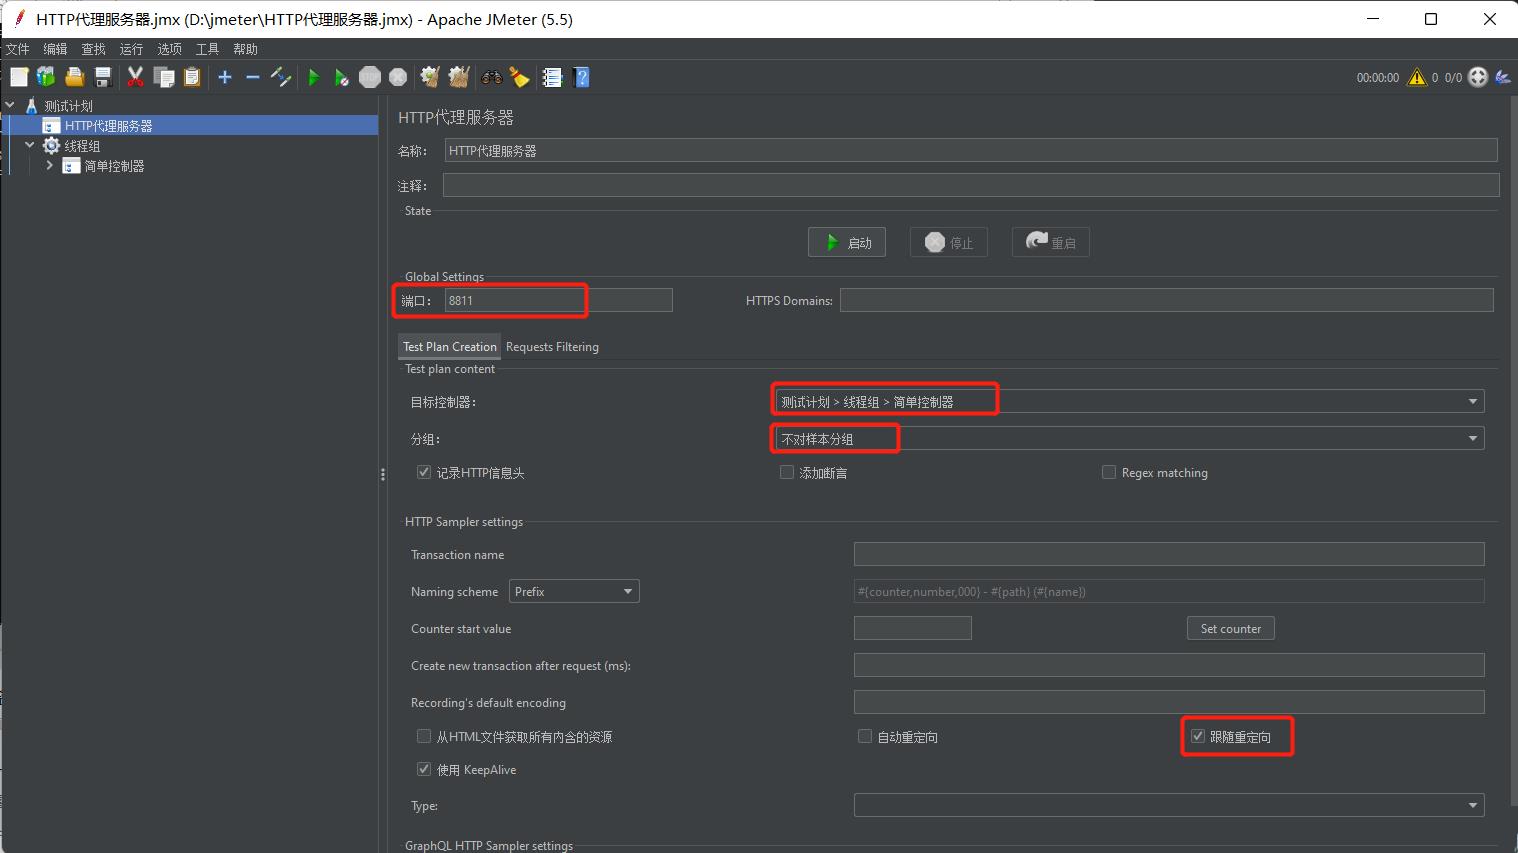 HTTP代理服务器.jmx (D:\jmeter\HTTP代理服务器.jmx) - Apache JMeter (5.5)
文件 编辑 查找 运行 选项 工具 帮助
STOP 00:00:00 0 0/0
测试计划
HTTP代理服务器
线程组
简单控制器
HTTP代理服务器
名称： HTTP代理服务器
注释：
State
启动 停止 重启
Global Settings
端口： 8811 HTTPS Domains:
Test Plan Creation Requests Filtering
Test plan content
目标控制器： 测试计划 > 线程组 > 简单控制器
分组： 不对样本分组
记录HTTP信息头 添加断言 Regex matching
HTTP Sampler settings
Transaction name
Naming scheme Prefix #{counter,number,000} - #{path} (#{name})
Counter start value Set counter
Create new transaction after request (ms):
Recording's default encoding
从HTML文件获取所有内含的资源 自动重定向 跟随重定向
使用 KeepAlive
Type:
GraphQL HTTP Sampler settings